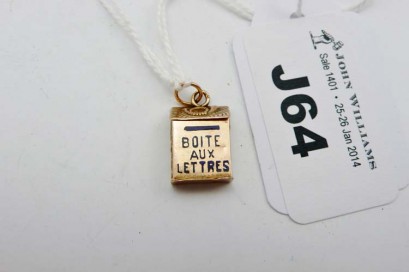 BOITE
AUX
LETTRES
J64
JOHN WILLIAMS
Sale 1401 • 25-26 Jan 2014